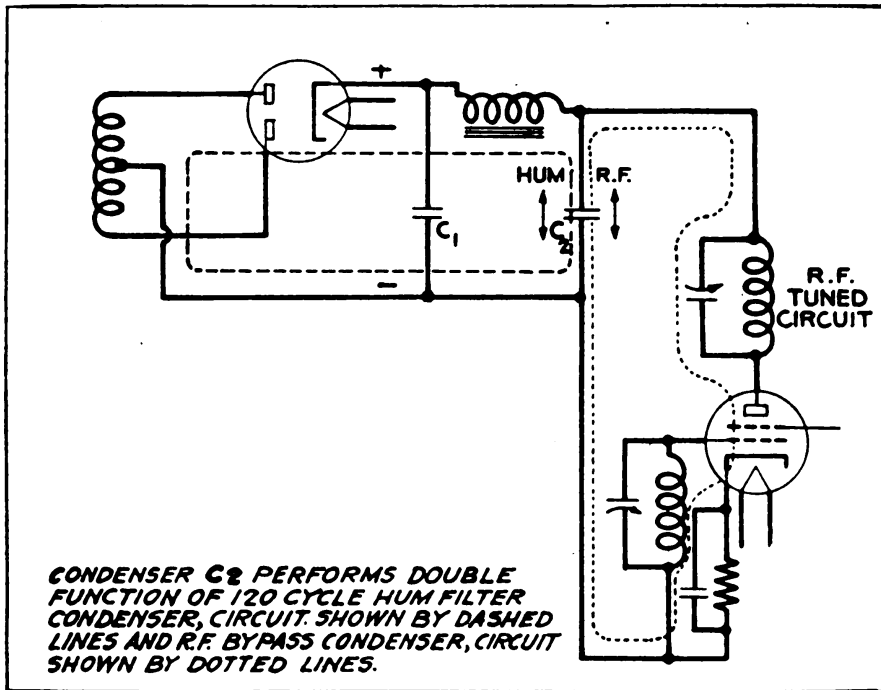 +
HUM R.F.
C1
C2
-
R.F.
TUNED
CIRCUIT
CONDENSER C2 PERFORMS DOUBLE
FUNCTION OF 120 CYCLE HUM FILTER
CONDENSER, CIRCUIT. SHOWN BY DASHED
LINES AND R.F. BYPASS CONDENSER, CIRCUIT
SHOWN BY DOTTED LINES.